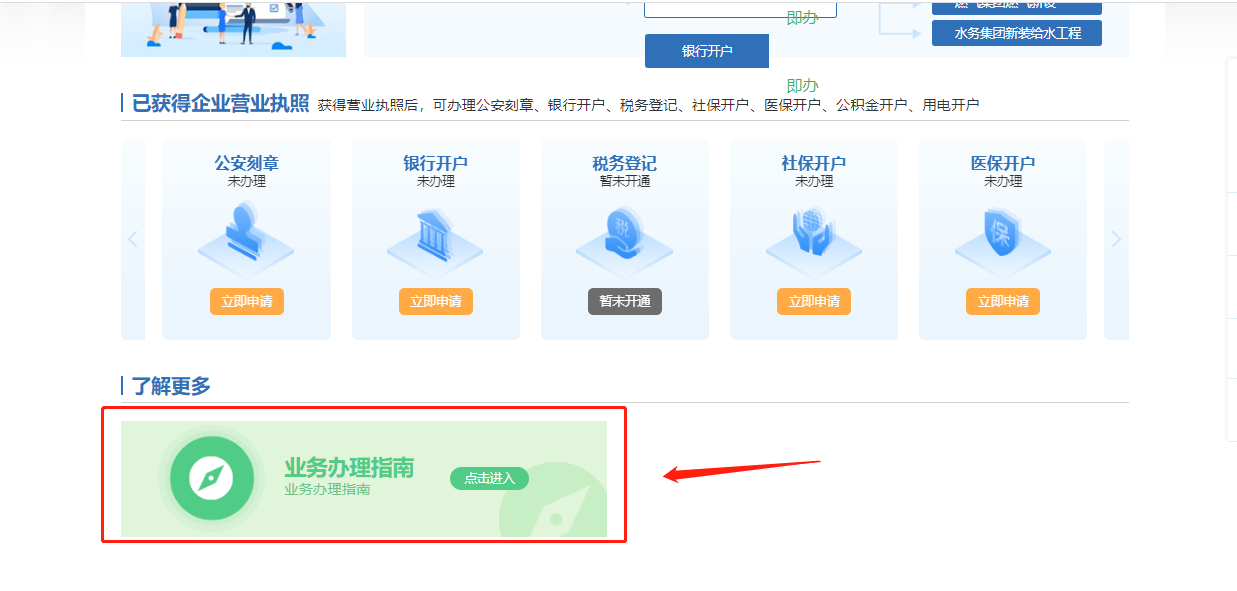 即办
水务集团新装给水工程
银行开户
即办
已获得企业营业执照 获得营业执照后，可办理公安刻章、银行开户、税务登记、社保开户、医保开户、公积金开户、用电开户
公安刻章 银行开户 税务登记 社保开户 医保开户
未办理 未办理 暂未开通 未办理 未办理
税 保
立即申请 立即申请 暂未开通 立即申请 立即申请
了解更多
业务办理指南
业务办理指南
点击进入